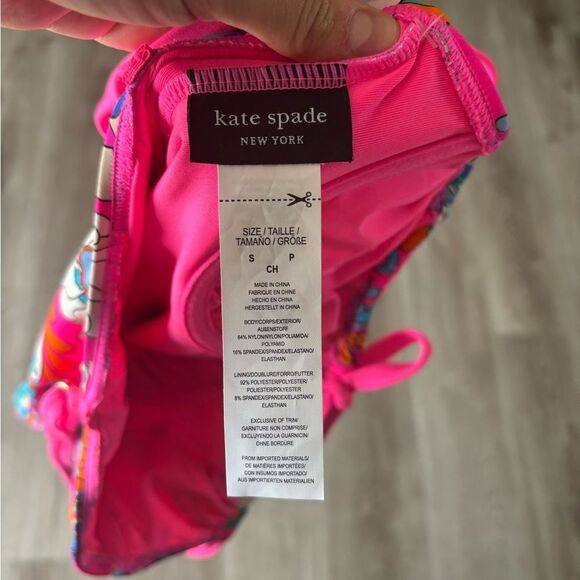 kate spade
NEW YORK
SIZE / TAILLE /
TAMAÑO / GRÖßE
S P
CH
MADE IN CHINA
FABRIQUE EN CHINE
HECHO EN CHINA
HERGESTELLT IN CHINA
BODY/CORPS/EXTERIOR/
AUßENSTOFF
84% NYLON/NYLON/POLIAMIDA/
POLYAMID
16% SPANDEX/SPANDEX/ELASTANO/
ELASTHAN
LINING/DOUBLURE/FORRO/FUTTER
92% POLYESTER/POLYESTER/
POLIESTER/POLYESTER
8% SPANDEX/SPANDEX/ELASTANO/
ELASTHAN
EXCLUSIVE OF TRIM/
GARNITURE NON COMPRISE/
EXCLUYENDO LA GUARNICIÓN/
OHNE BORDÜRE
FROM IMPORTED MATERIALS/
DE MATIÈRES IMPORTÉES/
CON INSUMOS IMPORTADOS/
AUS IMPORTIERTEN MATERIALIEN